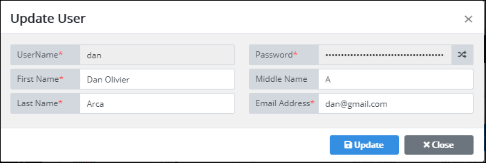 Update User ×
UserName* dan Password* ••••••••••••••••••••••••••••••••••••
First Name* Dan Olivier Middle Name A
Last Name* Arca Email Address* dan@gmail.com
Update × Close